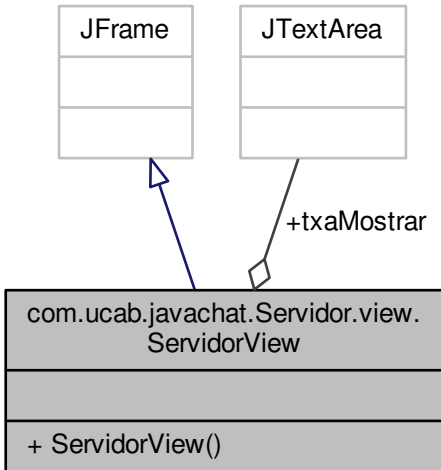 JFrame
JTextArea
+txaMostrar
com.ucab.javachat.Servidor.view.
ServidorView
+ ServidorView()